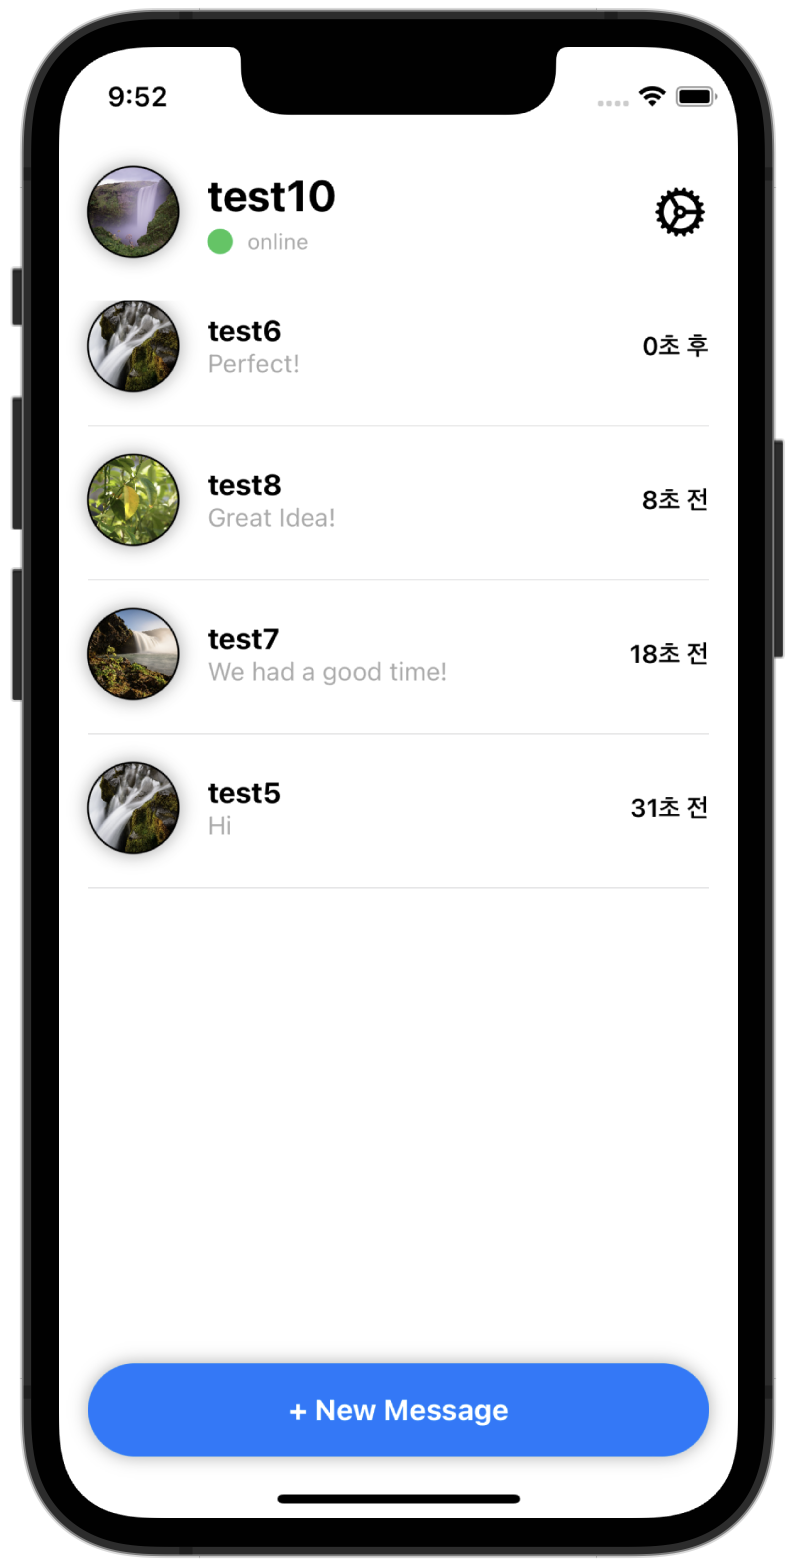 9:52
test10
online
test6
Perfect!
0초 후
test8
Great Idea!
8초 전
test7
We had a good time!
18초 전
test5
Hi
31초 전
+ New Message